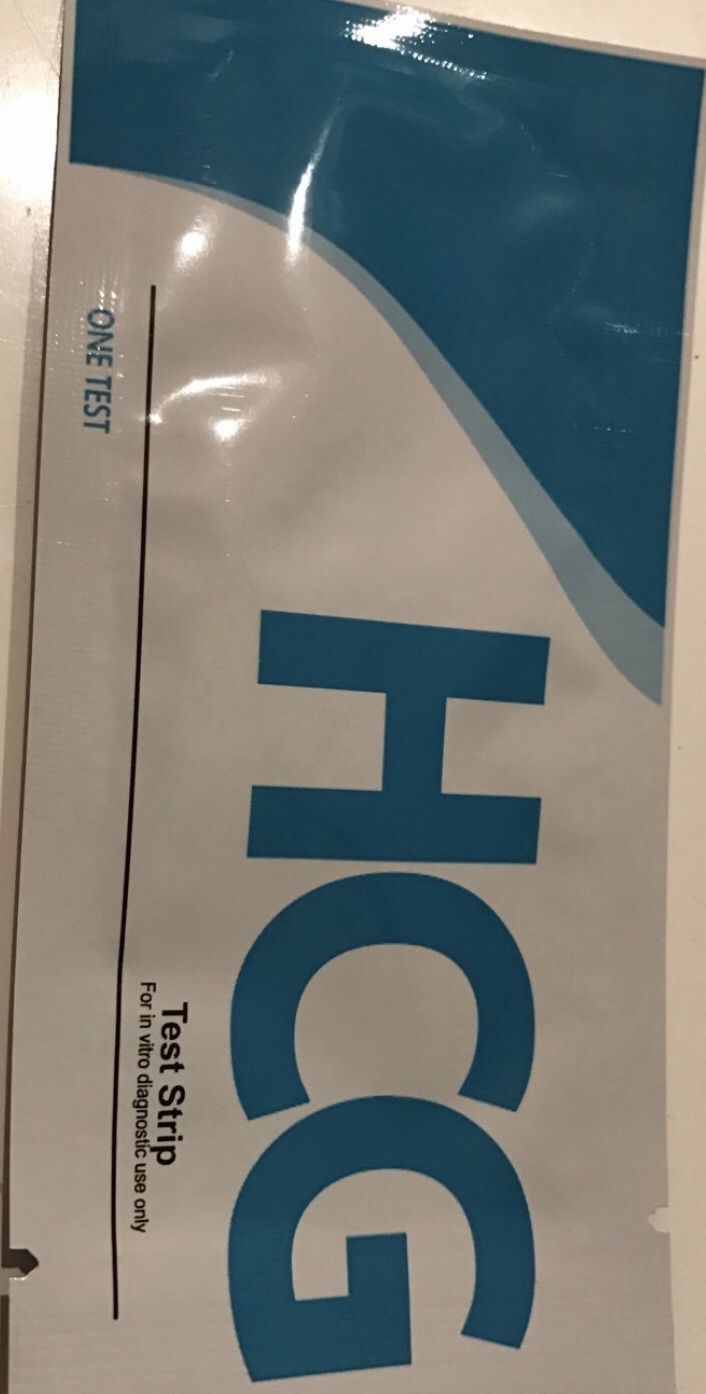 HCG
Test Strip
For in vitro diagnostic use only
ONE TEST